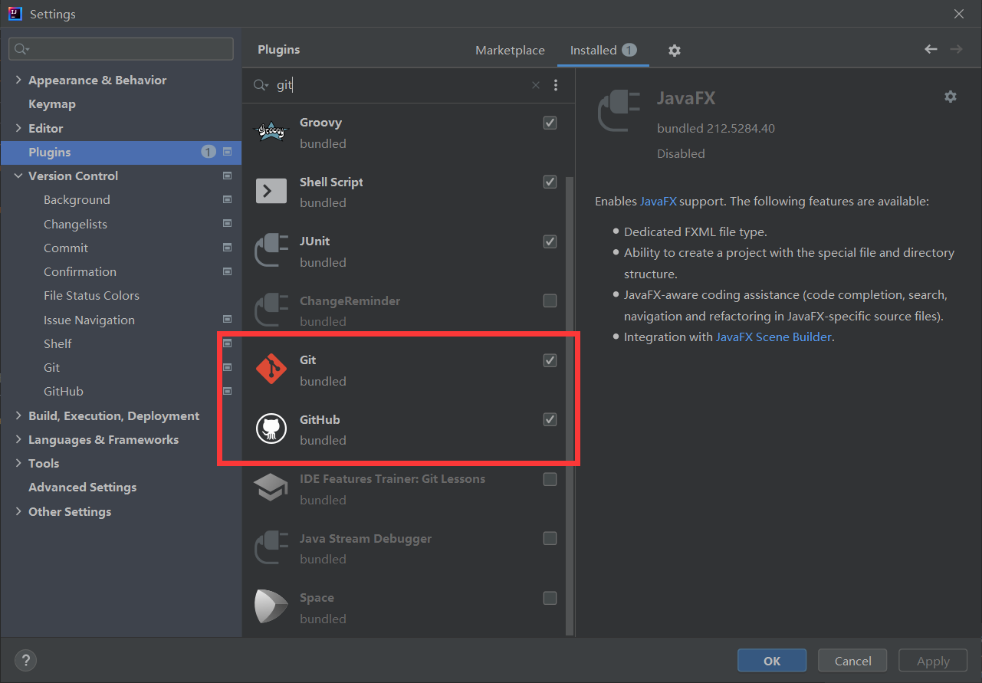 Settings
Appearance & Behavior
Keymap
Editor
Plugins
1
Version Control
Background
Changelists
Commit
Confirmation
File Status Colors
Issue Navigation
Shelf
Git
GitHub
Build, Execution, Deployment
Languages & Frameworks
Tools
Advanced Settings
Other Settings
Plugins
Marketplace
Installed 1
git
Groovy
bundled
Shell Script
bundled
JUnit
bundled
ChangeReminder
bundled
Git
bundled
GitHub
bundled
IDE Features Trainer: Git Lessons
bundled
Java Stream Debugger
bundled
Space
bundled
JavaFX
bundled 212.5284.40
Disabled
Enables JavaFX support. The following features are available:
• Dedicated FXML file type.
• Ability to create a project with the special file and directory
structure.
• JavaFX-aware coding assistance (code completion, search,
navigation and refactoring in JavaFX-specific source files).
• Integration with JavaFX Scene Builder.
?
OK
Cancel
Apply